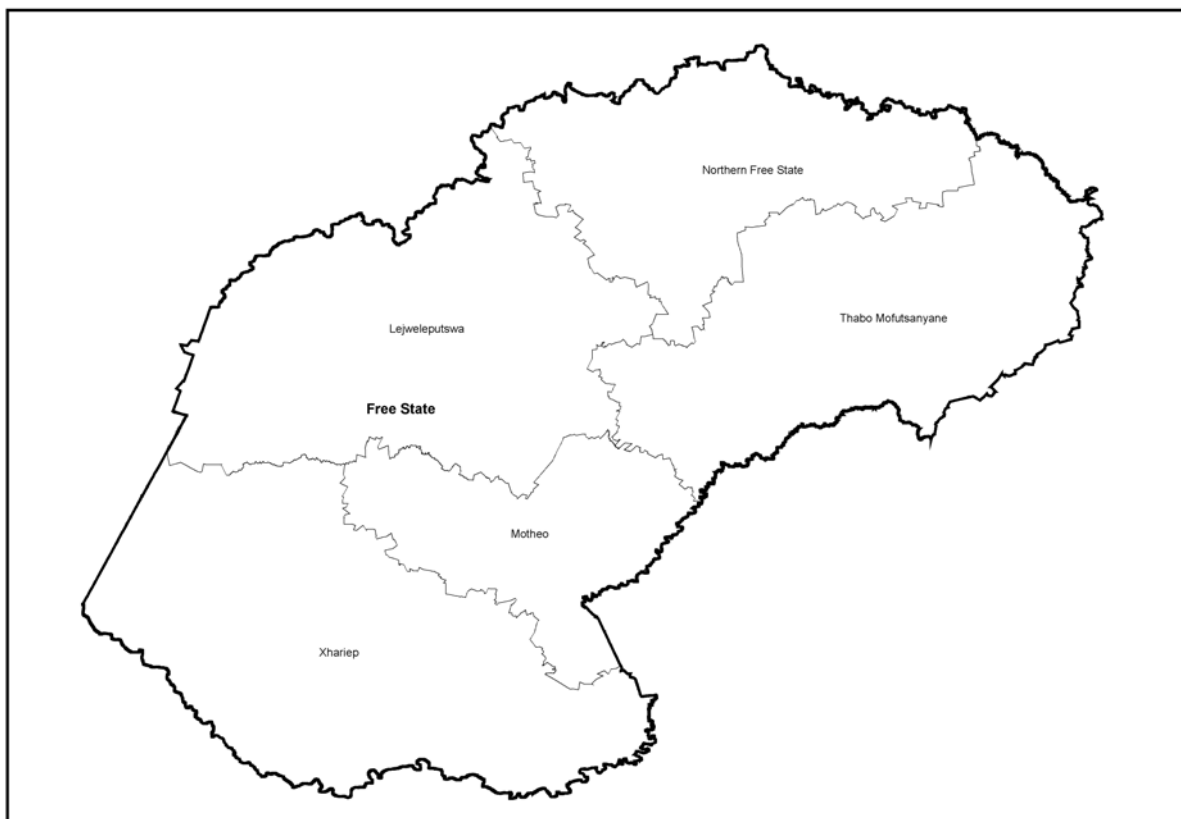 Northern Free State
Thabo Mofutsanyane
Lejweleputswa
Free State
Motheo
Xhariep